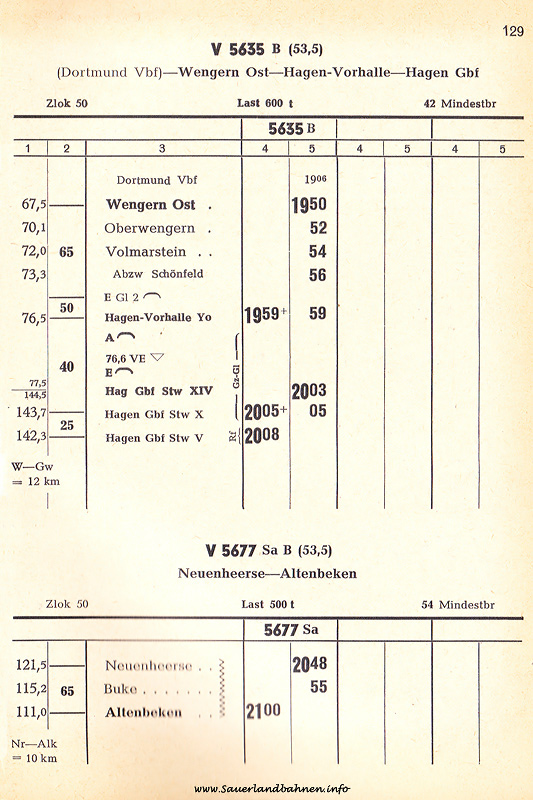 129
V 5635 B (53,5)
(Dortmund Vbf)—Wengern Ost—Hagen-Vorhalle—Hagen Gbf
Zlok 50 Last 600 t 42 Mindestbr
5635 B
1 2 3 4 5 4 5 4 5
Dortmund Vbf 1906
67,5 Wengern Ost . 1950
70,1 Oberwengern . 52
72,0 65 Volmarstein . . 54
73,3 Abzw Schönfeld 56
E Gl 2
50
76,5 Hagen-Vorhalle Yo 1959+ 59
A
76,6 VE
40 E Gz-Gl
77,5
144,5 Hag Gbf Stw XIV 2003
143,7 Hagen Gbf Stw X 2005+ 05
25
142,3 Hagen Gbf Stw V Rf 2008
W—Gw
= 12 km
V 5677 Sa B (53,5)
Neuenheerse—Altenbeken
Zlok 50 Last 500 t 54 Mindestbr
5677 Sa
121,5 Neuenheerse . . 2048
115,2 65 Buke . . . . . . . 55
111,0 Altenbeken . . 2100
Nr—Alk
= 10 km
www.Sauerlandbahnen.info